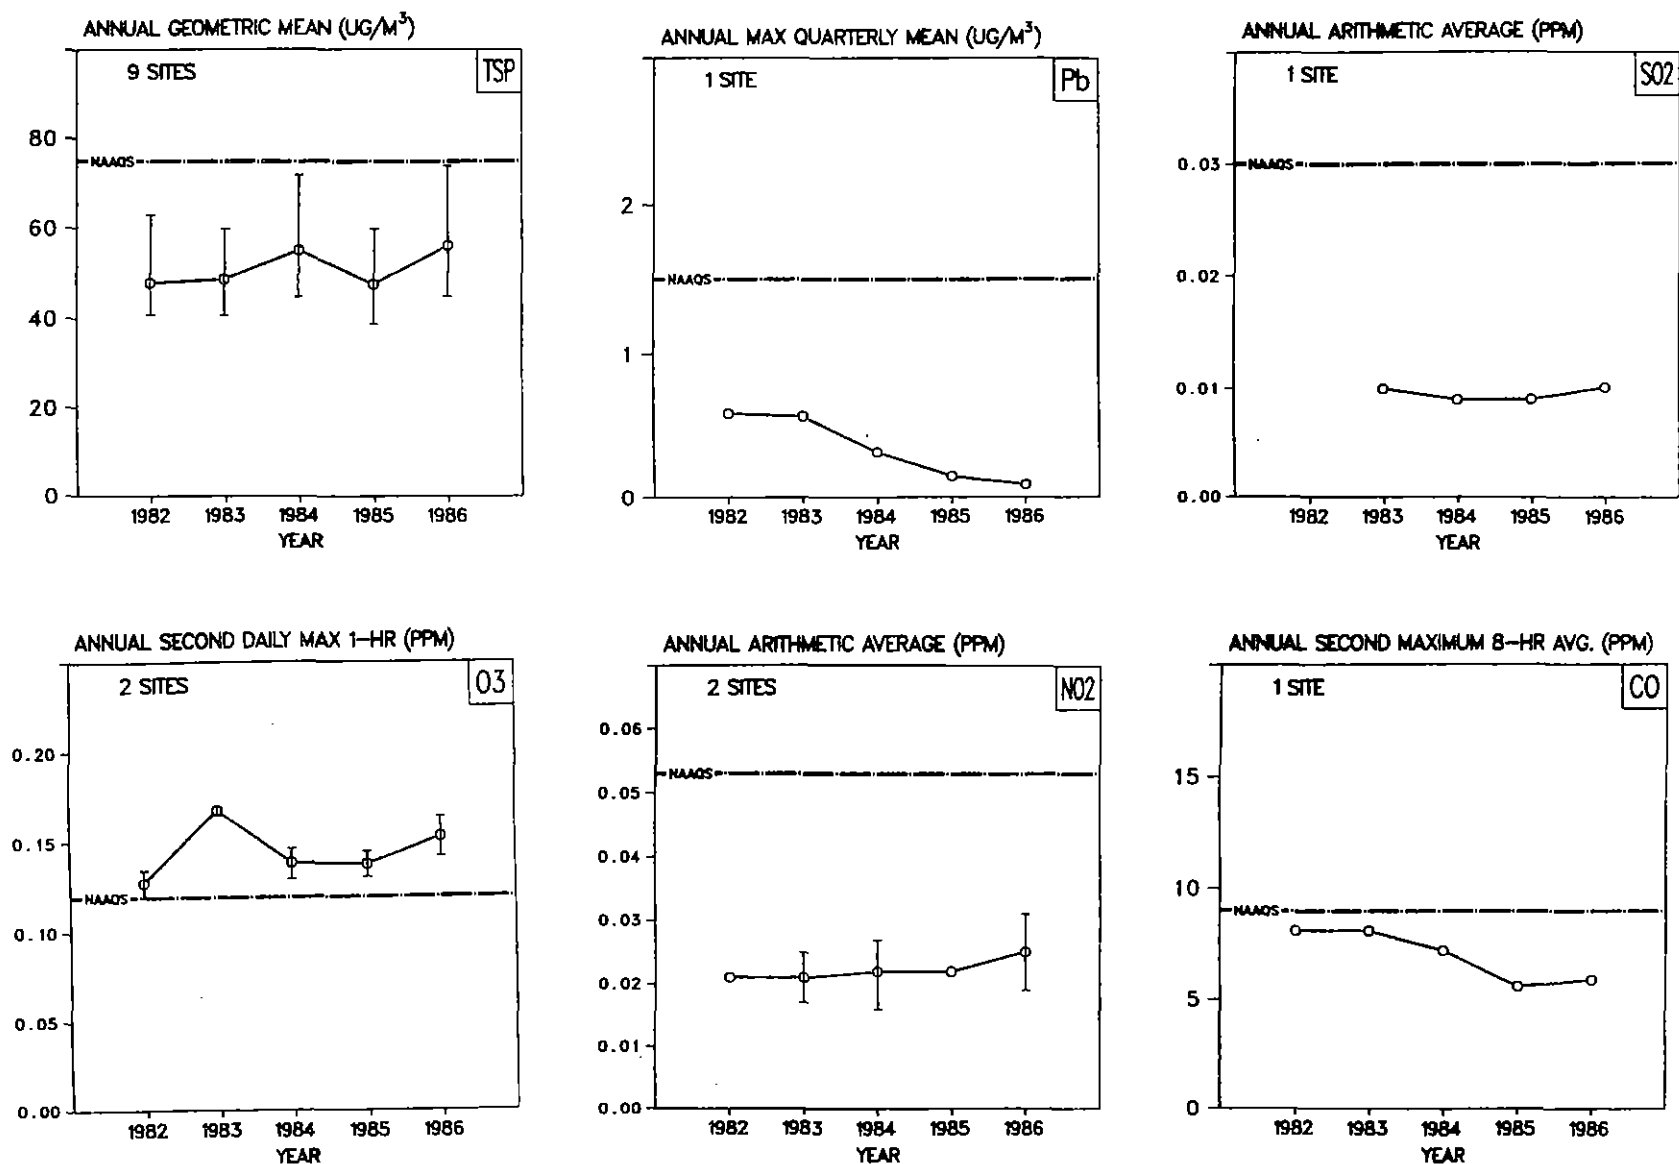 ANNUAL GEOMETRIC MEAN (UG/M³)
9 SITES
TSP
80
NAAQS
60
40
20
0
1982 1983 1984 1985 1986
YEAR
ANNUAL MAX QUARTERLY MEAN (UG/M³)
1 SITE
Pb
2
NAAQS
1
0
1982 1983 1984 1985 1986
YEAR
ANNUAL ARITHMETIC AVERAGE (PPM)
1 SITE
SO2
0.03
NAAQS
0.02
0.01
0.00
1982 1983 1984 1985 1986
YEAR
ANNUAL SECOND DAILY MAX 1-HR (PPM)
2 SITES
O3
0.20
0.15
NAAQS
0.10
0.05
0.00
1982 1983 1984 1985 1986
YEAR
ANNUAL ARITHMETIC AVERAGE (PPM)
2 SITES
NO2
0.06
NAAQS
0.05
0.04
0.03
0.02
0.01
0.00
1982 1983 1984 1985 1986
YEAR
ANNUAL SECOND MAXIMUM 8-HR AVG. (PPM)
1 SITE
CO
15
10
NAAQS
5
0
1982 1983 1984 1985 1986
YEAR